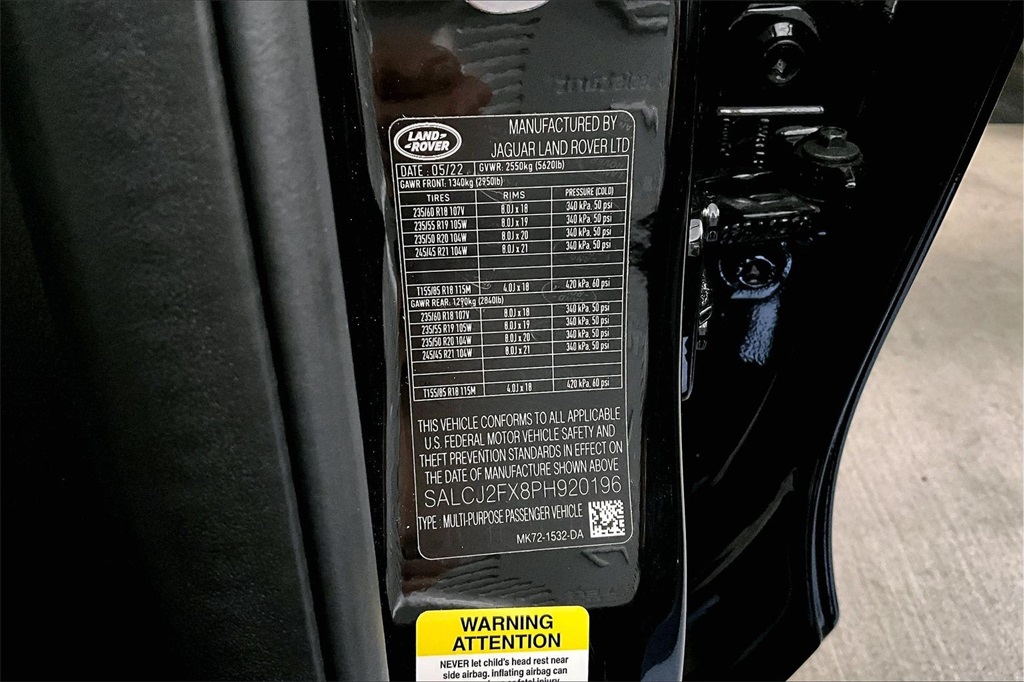 LAND-
-ROVER
MANUFACTURED BY
JAGUAR LAND ROVER LTD
DATE : 05/22 GVWR: 2550kg (5620lb)
GAWR FRONT: 1340kg (2950lb)
TIRES RIMS PRESSURE (COLD)
235/60 R18 107V 8.0J x 18 340 kPa, 50 psi
235/55 R19 105W 8.0J x 19 340 kPa, 50 psi
235/50 R20 104W 8.0J x 20 340 kPa, 50 psi
245/45 R21 104W 8.0J x 21 340 kPa, 50 psi
T155/85 R18 115M 4.0J x 18 420 kPa, 60 psi
GAWR REAR: 1290kg (2840lb)
235/60 R18 107V 8.0J x 18 340 kPa, 50 psi
235/55 R19 105W 8.0J x 19 340 kPa, 50 psi
235/50 R20 104W 8.0J x 20 340 kPa, 50 psi
245/45 R21 104W 8.0J x 21 340 kPa, 50 psi
T155/85 R18 115M 4.0J x 18 420 kPa, 60 psi
THIS VEHICLE CONFORMS TO ALL APPLICABLE
U.S. FEDERAL MOTOR VEHICLE SAFETY AND
THEFT PREVENTION STANDARDS IN EFFECT ON
THE DATE OF MANUFACTURE SHOWN ABOVE
SALCJ2FX8PH920196
TYPE : MULTI-PURPOSE PASSENGER VEHICLE
MK72-1532-DA
WARNING
ATTENTION
NEVER let child's head rest near
side airbag. inflating airbag can